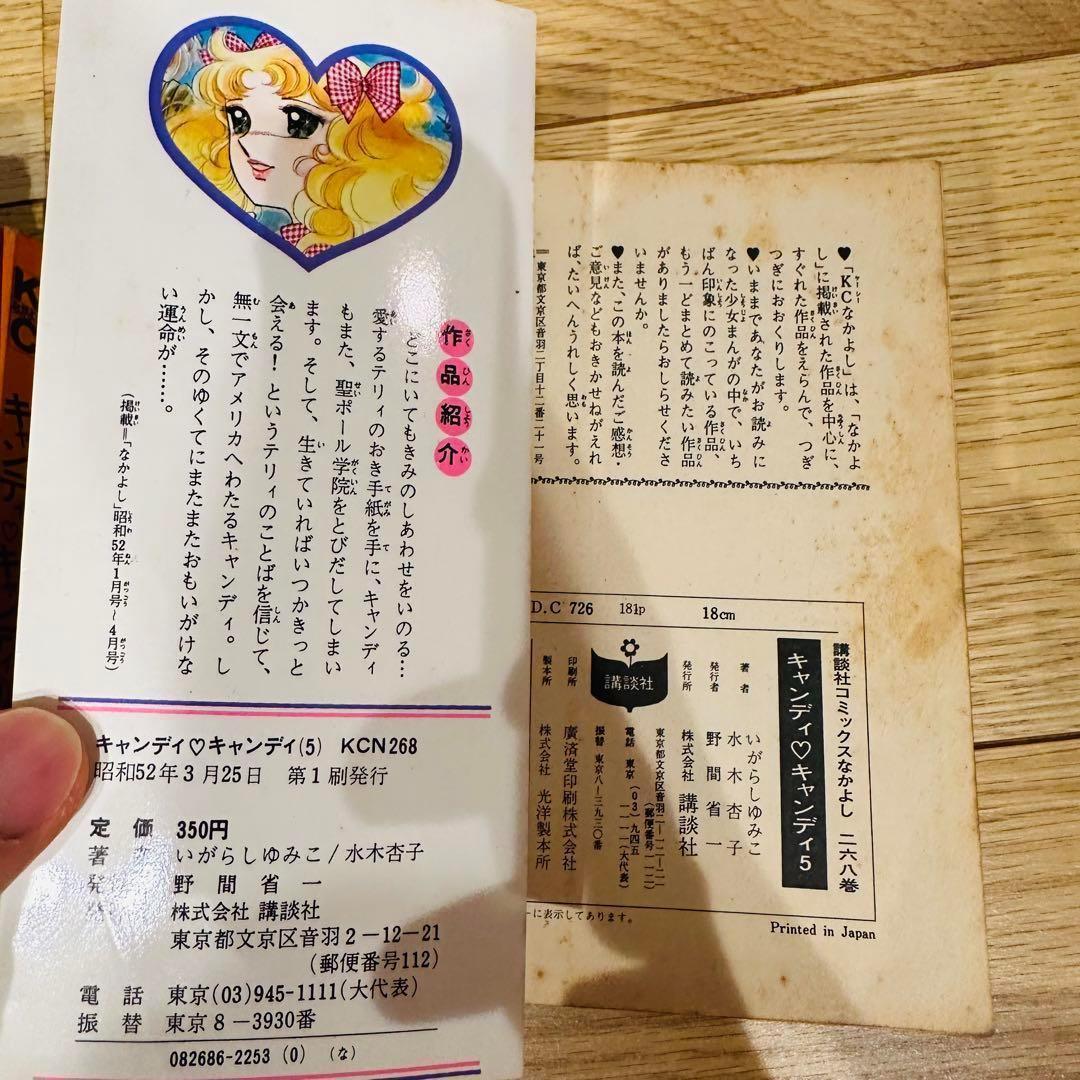 作品紹介
どこにいてもきみのしあわせをいのる…
愛するテリィのおき手紙を手に、キャンディ
もまた、聖ポール学院をとびだしてしまい
ます。そして、生きていればいつかきっと
会える！というテリィのことばを信じて、
無一文でアメリカへわたるキャンディ。し
かし、そのゆくてにまたまたおもいがけな
い運命が……。
(掲載=「なかよし」昭和52年1月号〜4月号)
キャンディ♡キャンディ(5) KCN268
昭和52年3月25日 第1刷発行
定価 350円
著 いがらしゆみこ/水木杏子
発 野間省一
株式会社 講談社
東京都文京区音羽2-12-21
(郵便番号112)
電話 東京(03)945-1111(大代表)
振替 東京8-3930番
082686-2253 (0) (な)
♥「KCなかよし」は、「なかよ
し」に掲載された作品を中心に、
すぐれた作品をえらんで、つぎ
つぎにおおくりします。
♥いままであなたがお読みに
なった少女まんがの中で、いち
ばん印象にのこっている作品、
もう一どまとめて読みたい作品
がありましたらおしらせくださ
いませんか。
♥また、この本を読んだご感想・
ご意見などもおきかせねがえれ
ば、たいへんうれしく思います。
東京都文京区音羽二丁目十二番二十一号
D.C 726 181p 18cm
講談社コミックスなかよし 二六八巻
キャンディ♡キャンディ5
著者 いがらしゆみこ
水木杏子
発行者 野間省一
発行所 株式会社 講談社
東京都文京区音羽二-一二-二一
(郵便番号一一二)
電話 東京(〇3)九四五
一一一一(大代表)
振替 東京八-三九三〇番
講談社
印刷所 廣済堂印刷株式会社
製本所 株式会社 光洋製本所
ーに表示してあります。
Printed in Japan
KC
キャンディ♡キャン